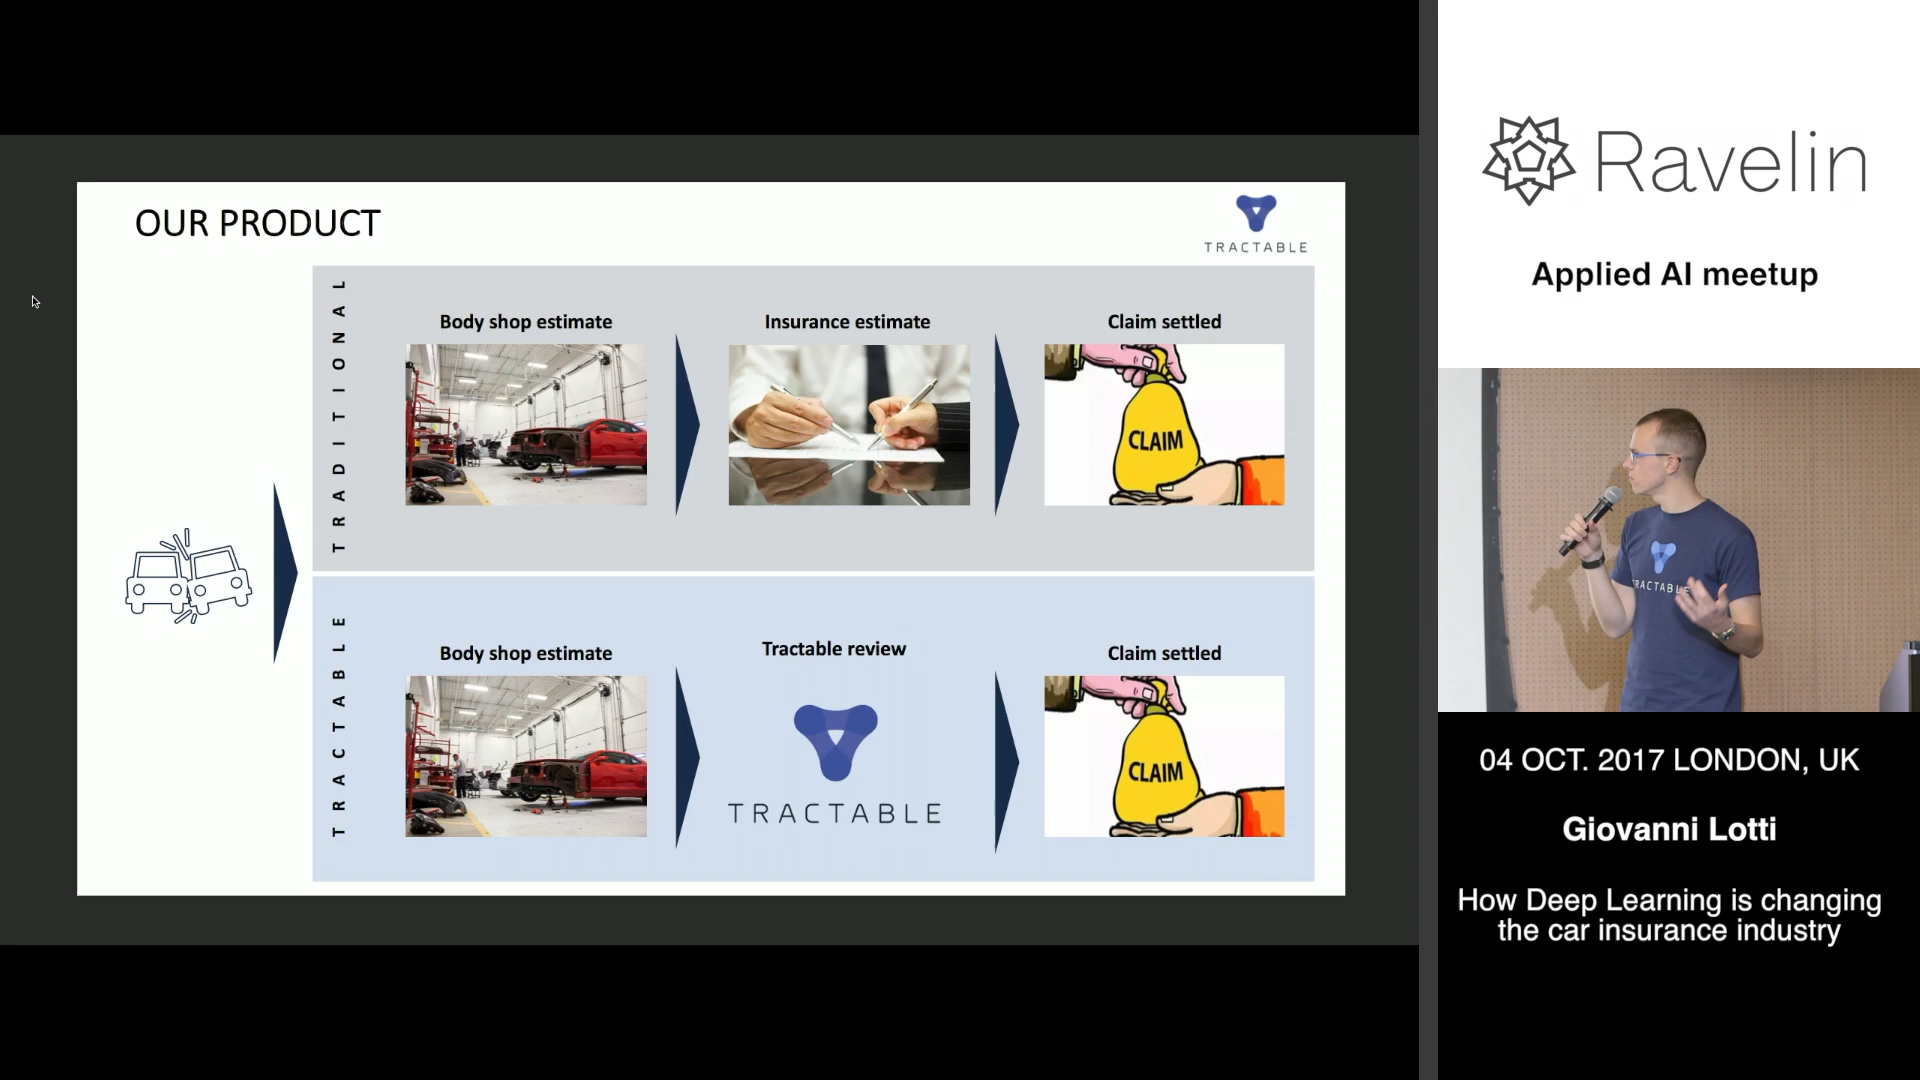 OUR PRODUCT
TRACTABLE
TRADITIONAL
Body shop estimate
Insurance estimate
Claim settled
CLAIM
TRACTABLE
Body shop estimate
Tractable review
Claim settled
TRACTABLE
CLAIM
Ravelin
Applied AI meetup
TRACTABLE
04 OCT. 2017 LONDON, UK
Giovanni Lotti
How Deep Learning is changing
the car insurance industry